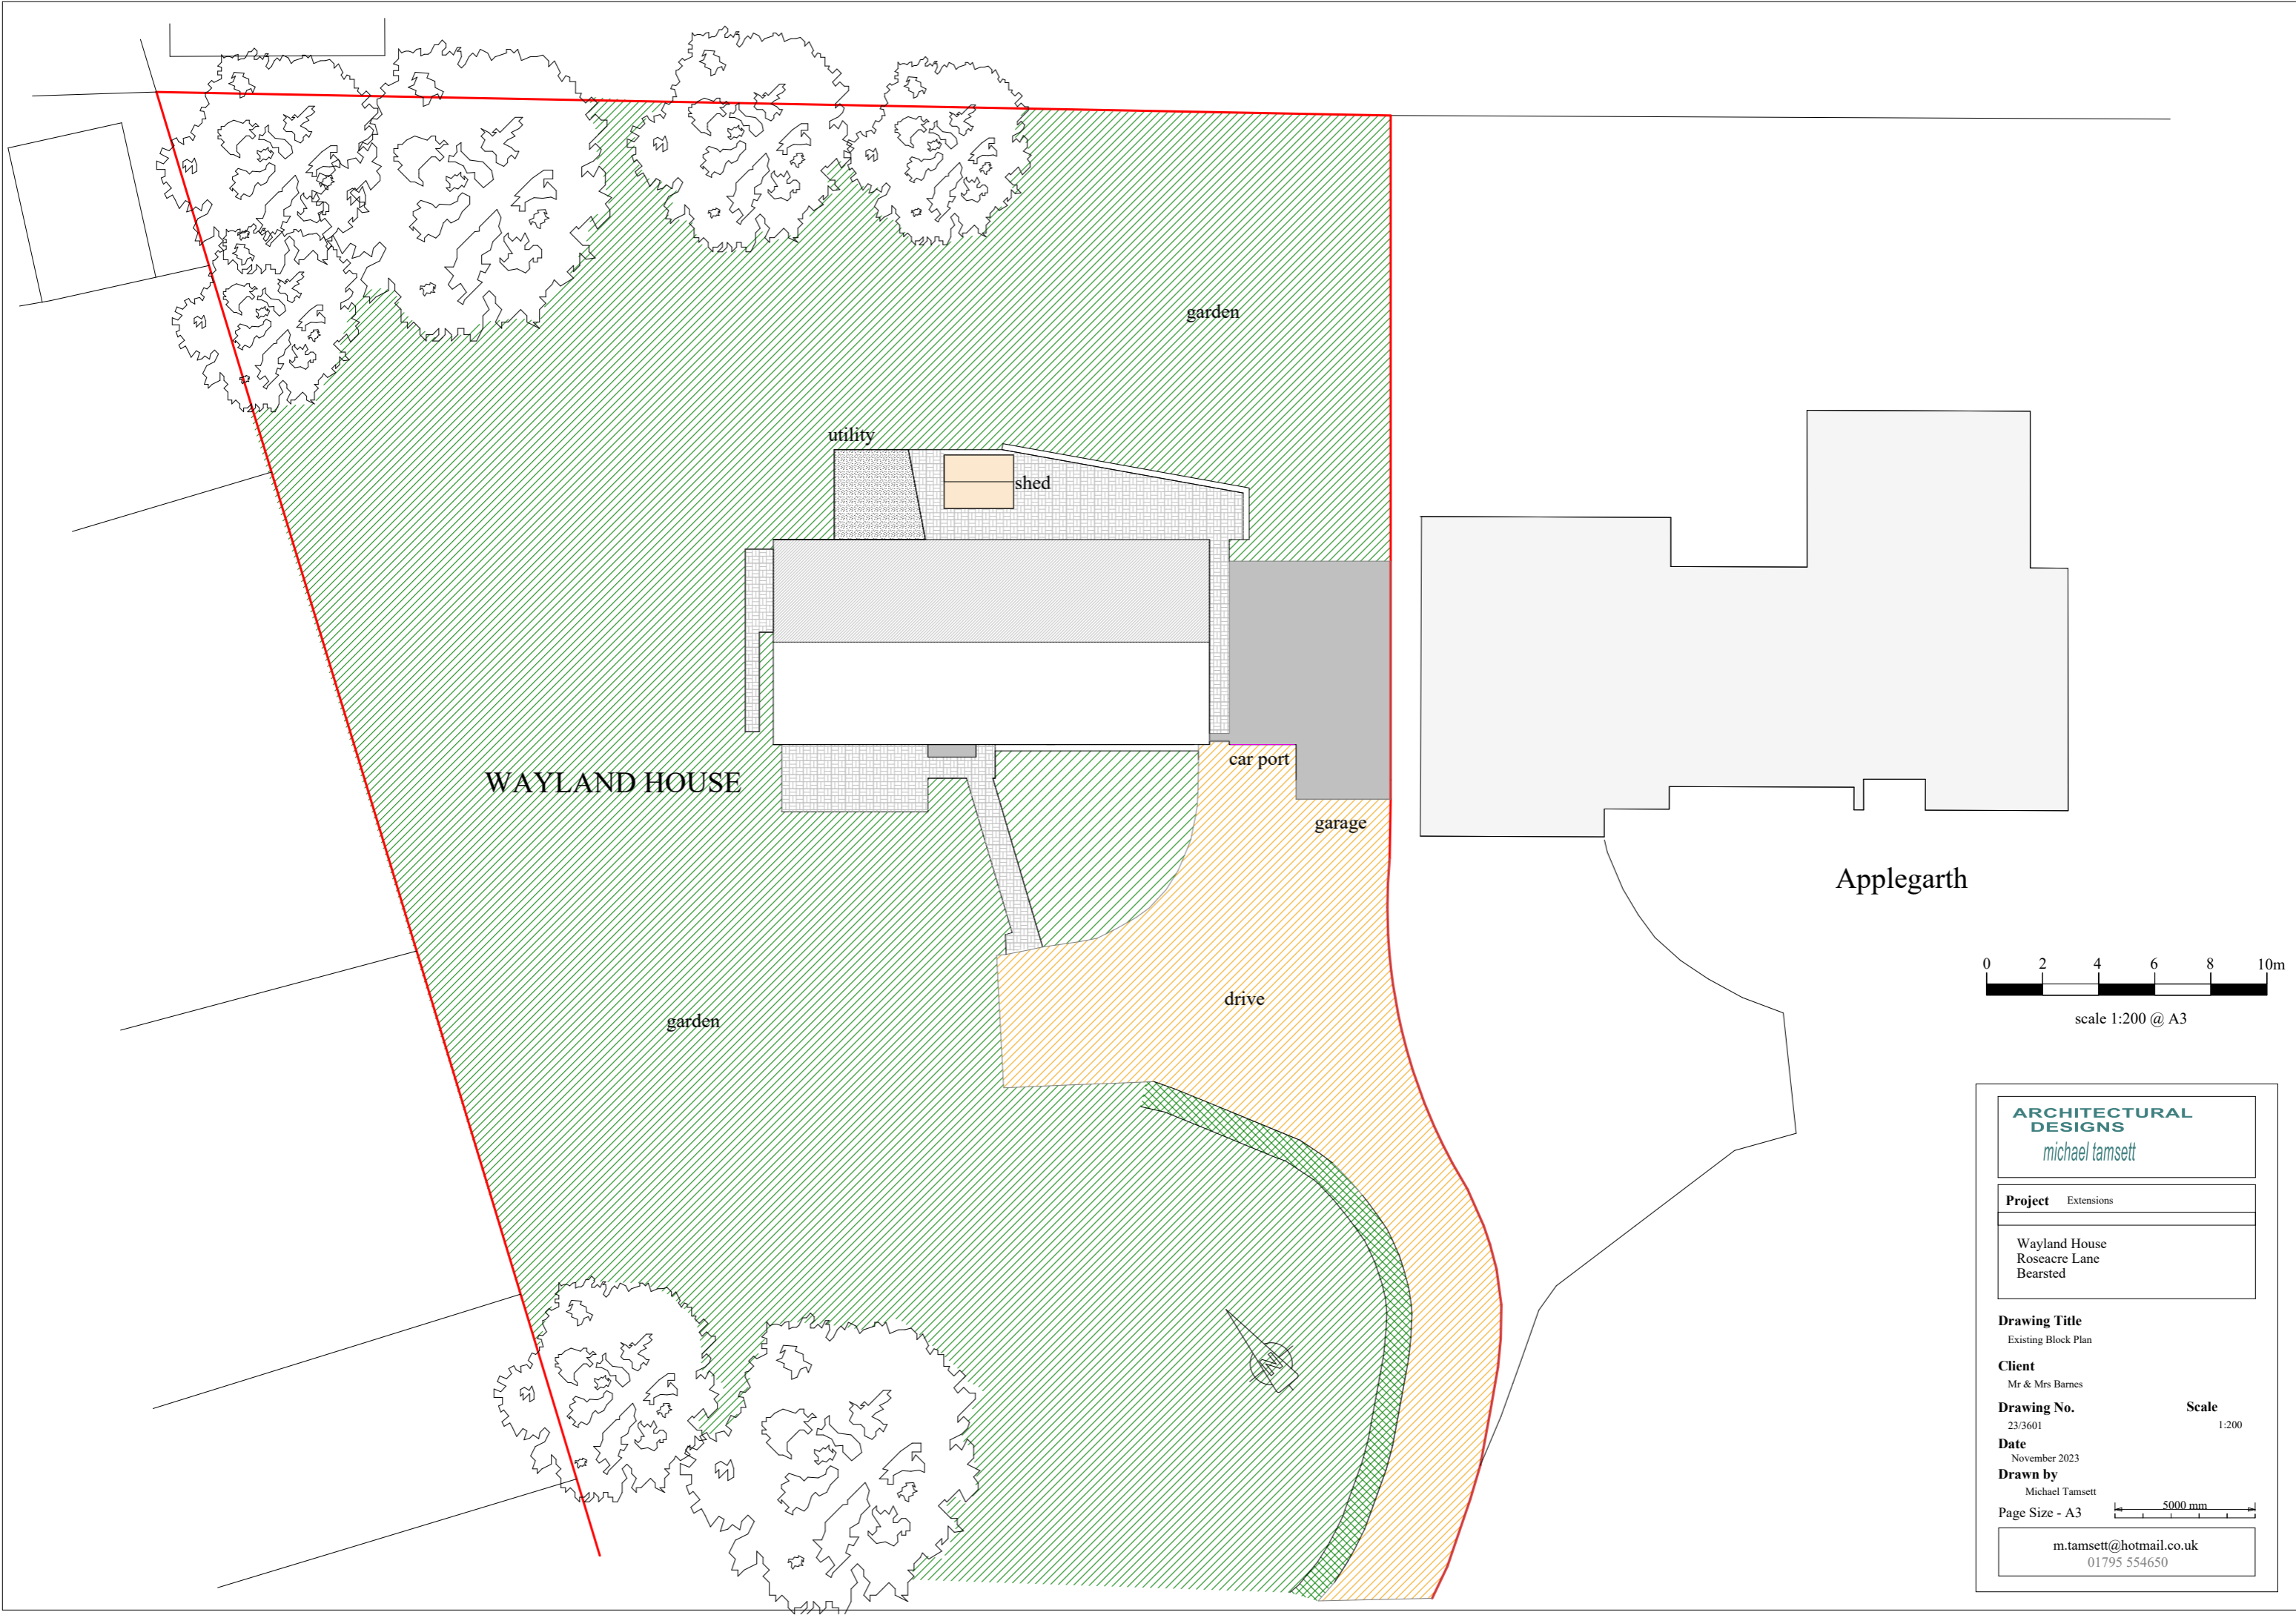 garden
utility
shed
WAYLAND HOUSE
car port
garage
Applegarth
drive
garden
0 2 4 6 8 10m
scale 1:200 @ A3
N
ARCHITECTURAL
DESIGNS
michael tamsett
Project Extensions
Wayland House
Roseacre Lane
Bearsted
Drawing Title
Existing Block Plan
Client
Mr & Mrs Barnes
Drawing No. Scale
23/3601 1:200
Date
November 2023
Drawn by
Michael Tamsett
Page Size - A3 5000 mm
m.tamsett@hotmail.co.uk
01795 554650